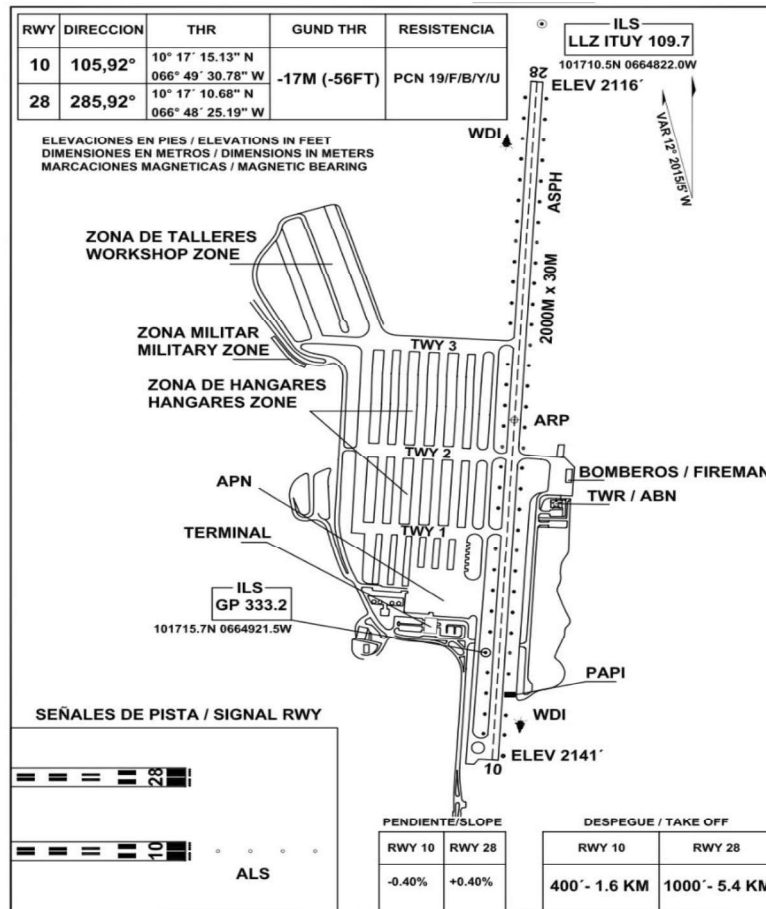 RWY DIRECCION THR GUND THR RESISTENCIA
10 105,92° 10° 17´ 15.13" N 066° 49´ 30.78" W -17M (-56FT) PCN 19/F/B/Y/U
28 285,92° 10° 17´ 10.68" N 066° 48´ 25.19" W
ELEVACIONES EN PIES / ELEVATIONS IN FEET
DIMENSIONES EN METROS / DIMENSIONS IN METERS
MARCACIONES MAGNETICAS / MAGNETIC BEARING
ILS
LLZ ITUY 109.7
101710.5N 0664822.0W
28
ELEV 2116´
VAR 12° 2015/5' W
WDI
ASPH
2000M x 30M
ZONA DE TALLERES
WORKSHOP ZONE
ZONA MILITAR
MILITARY ZONE
TWY 3
ZONA DE HANGARES
HANGARES ZONE
ARP
TWY 2
BOMBEROS / FIREMAN
APN
TWR / ABN
TWY 1
TERMINAL
ILS
GP 333.2
101715.7N 0664921.5W
PAPI
WDI
10
ELEV 2141´
SEÑALES DE PISTA / SIGNAL RWY
28
10
ALS
PENDIENTE/SLOPE
RWY 10 RWY 28
-0.40% +0.40%
DESPEGUE / TAKE OFF
RWY 10 RWY 28
400´- 1.6 KM 1000´- 5.4 KM